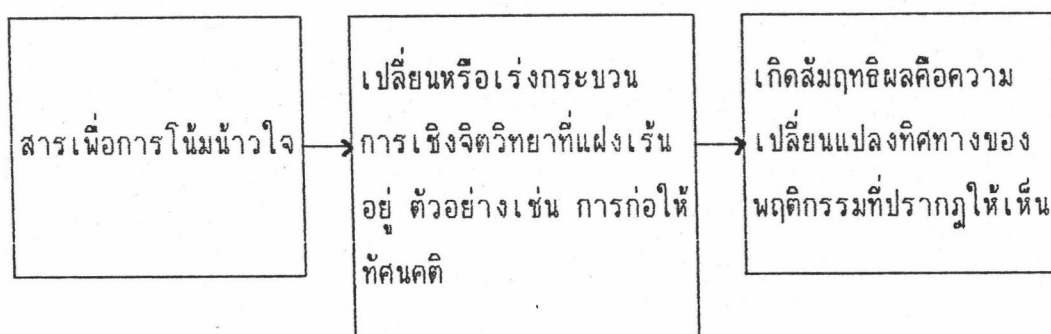 สารเพื่อการโน้มน้าวใจ
เปลี่ยนหรือเร่งกระบวน
การเชิงจิตวิทยาที่แฝงเร้น
อยู่ ตัวอย่างเช่น การก่อให้
ทัศนคติ
เกิดสัมฤทธิผลคือความ
เปลี่ยนแปลงทิศทางของ
พฤติกรรมที่ปรากฏให้เห็น